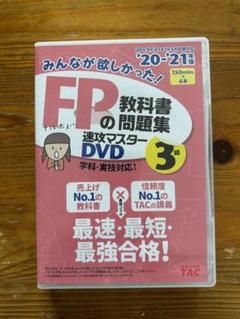 みんなが欲しかった!
'20-'21年版
150min×4本
FPの教科書
問題集
速攻マスター
DVD
3級
学科・実技対応!
売上げ
No.1の
教科書
×
信頼度
No.1の
TACの講義
最速・最短・
最強合格!
TAC